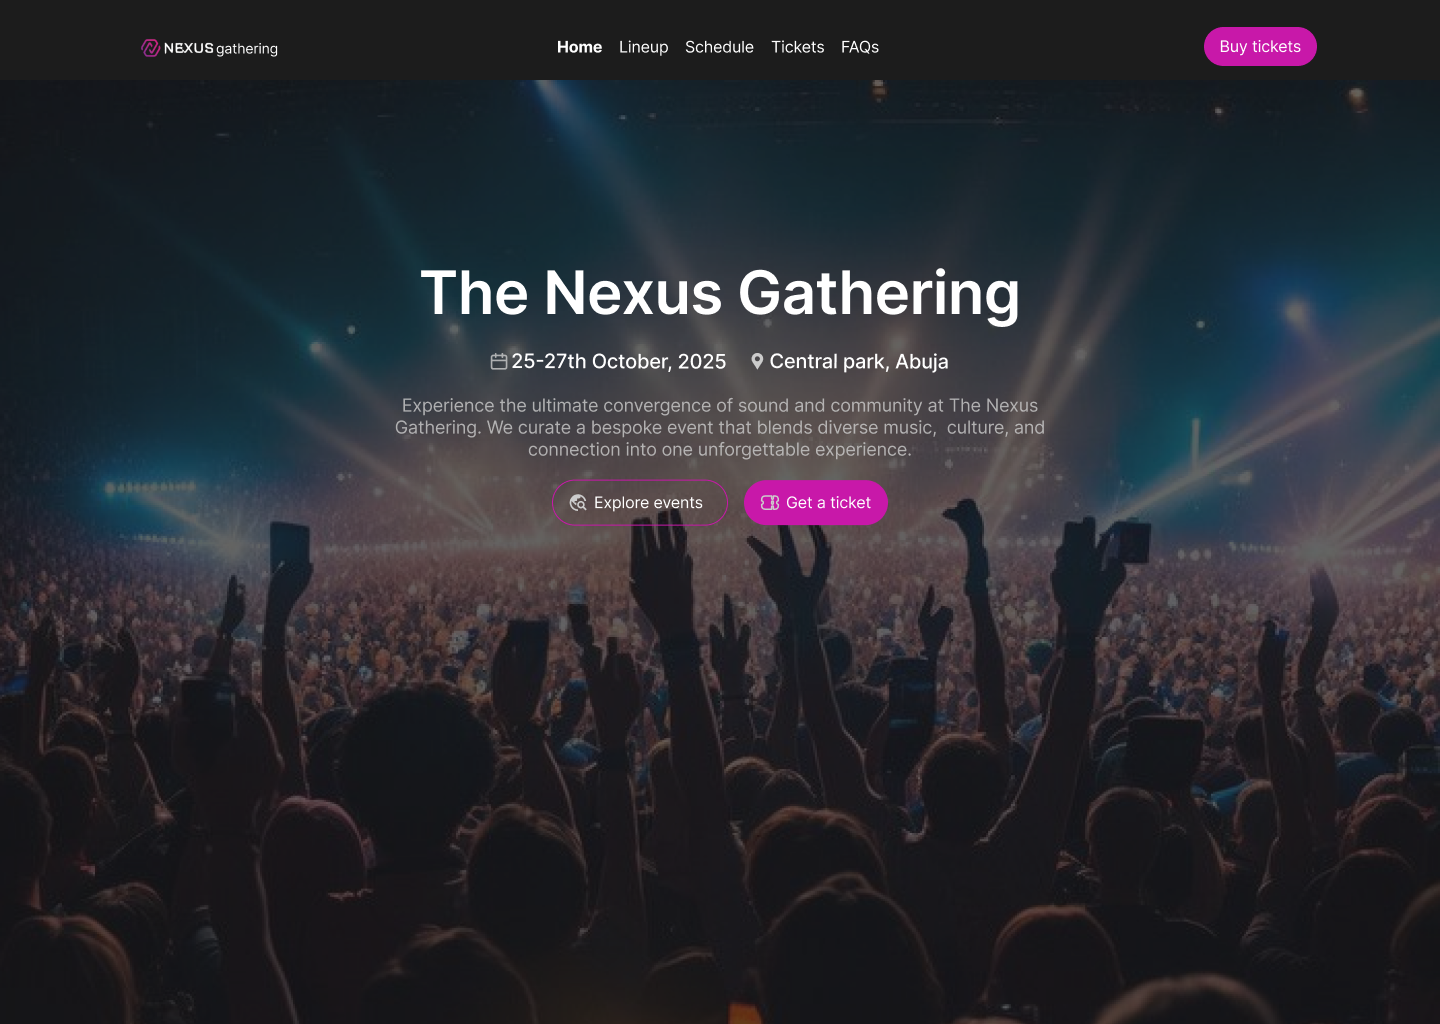 NEXUS gathering
Home Lineup Schedule Tickets FAQs
Buy tickets
The Nexus Gathering
25-27th October, 2025 Central park, Abuja
Experience the ultimate convergence of sound and community at The Nexus
Gathering. We curate a bespoke event that blends diverse music,  culture, and
connection into one unforgettable experience.
Explore events
Get a ticket